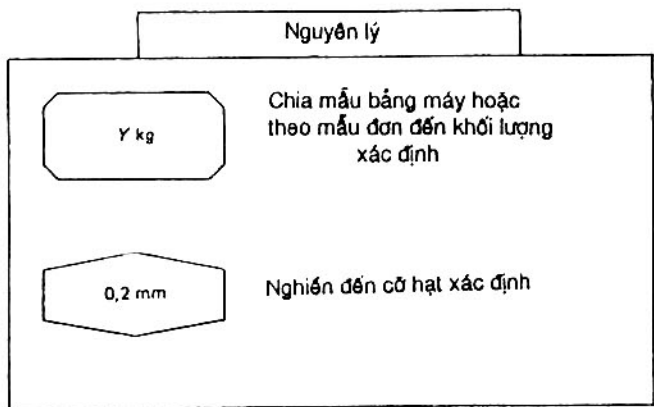 Nguyên lý
Y kg
Chia mẫu bằng máy hoặc
theo mẫu đơn đến khối lượng
xác định
0,2 mm
Nghiền đến cỡ hạt xác định